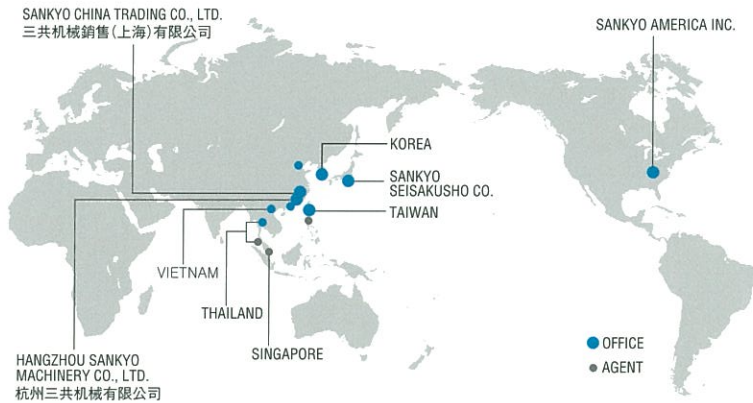 SANKYO CHINA TRADING CO., LTD.
三共机械銷售(上海)有限公司
SANKYO AMERICA INC.
KOREA
SANKYO
SEISAKUSHO CO.
TAIWAN
VIETNAM
THAILAND
SINGAPORE
HANGZHOU SANKYO
MACHINERY CO., LTD.
杭州三共机械有限公司
OFFICE
AGENT